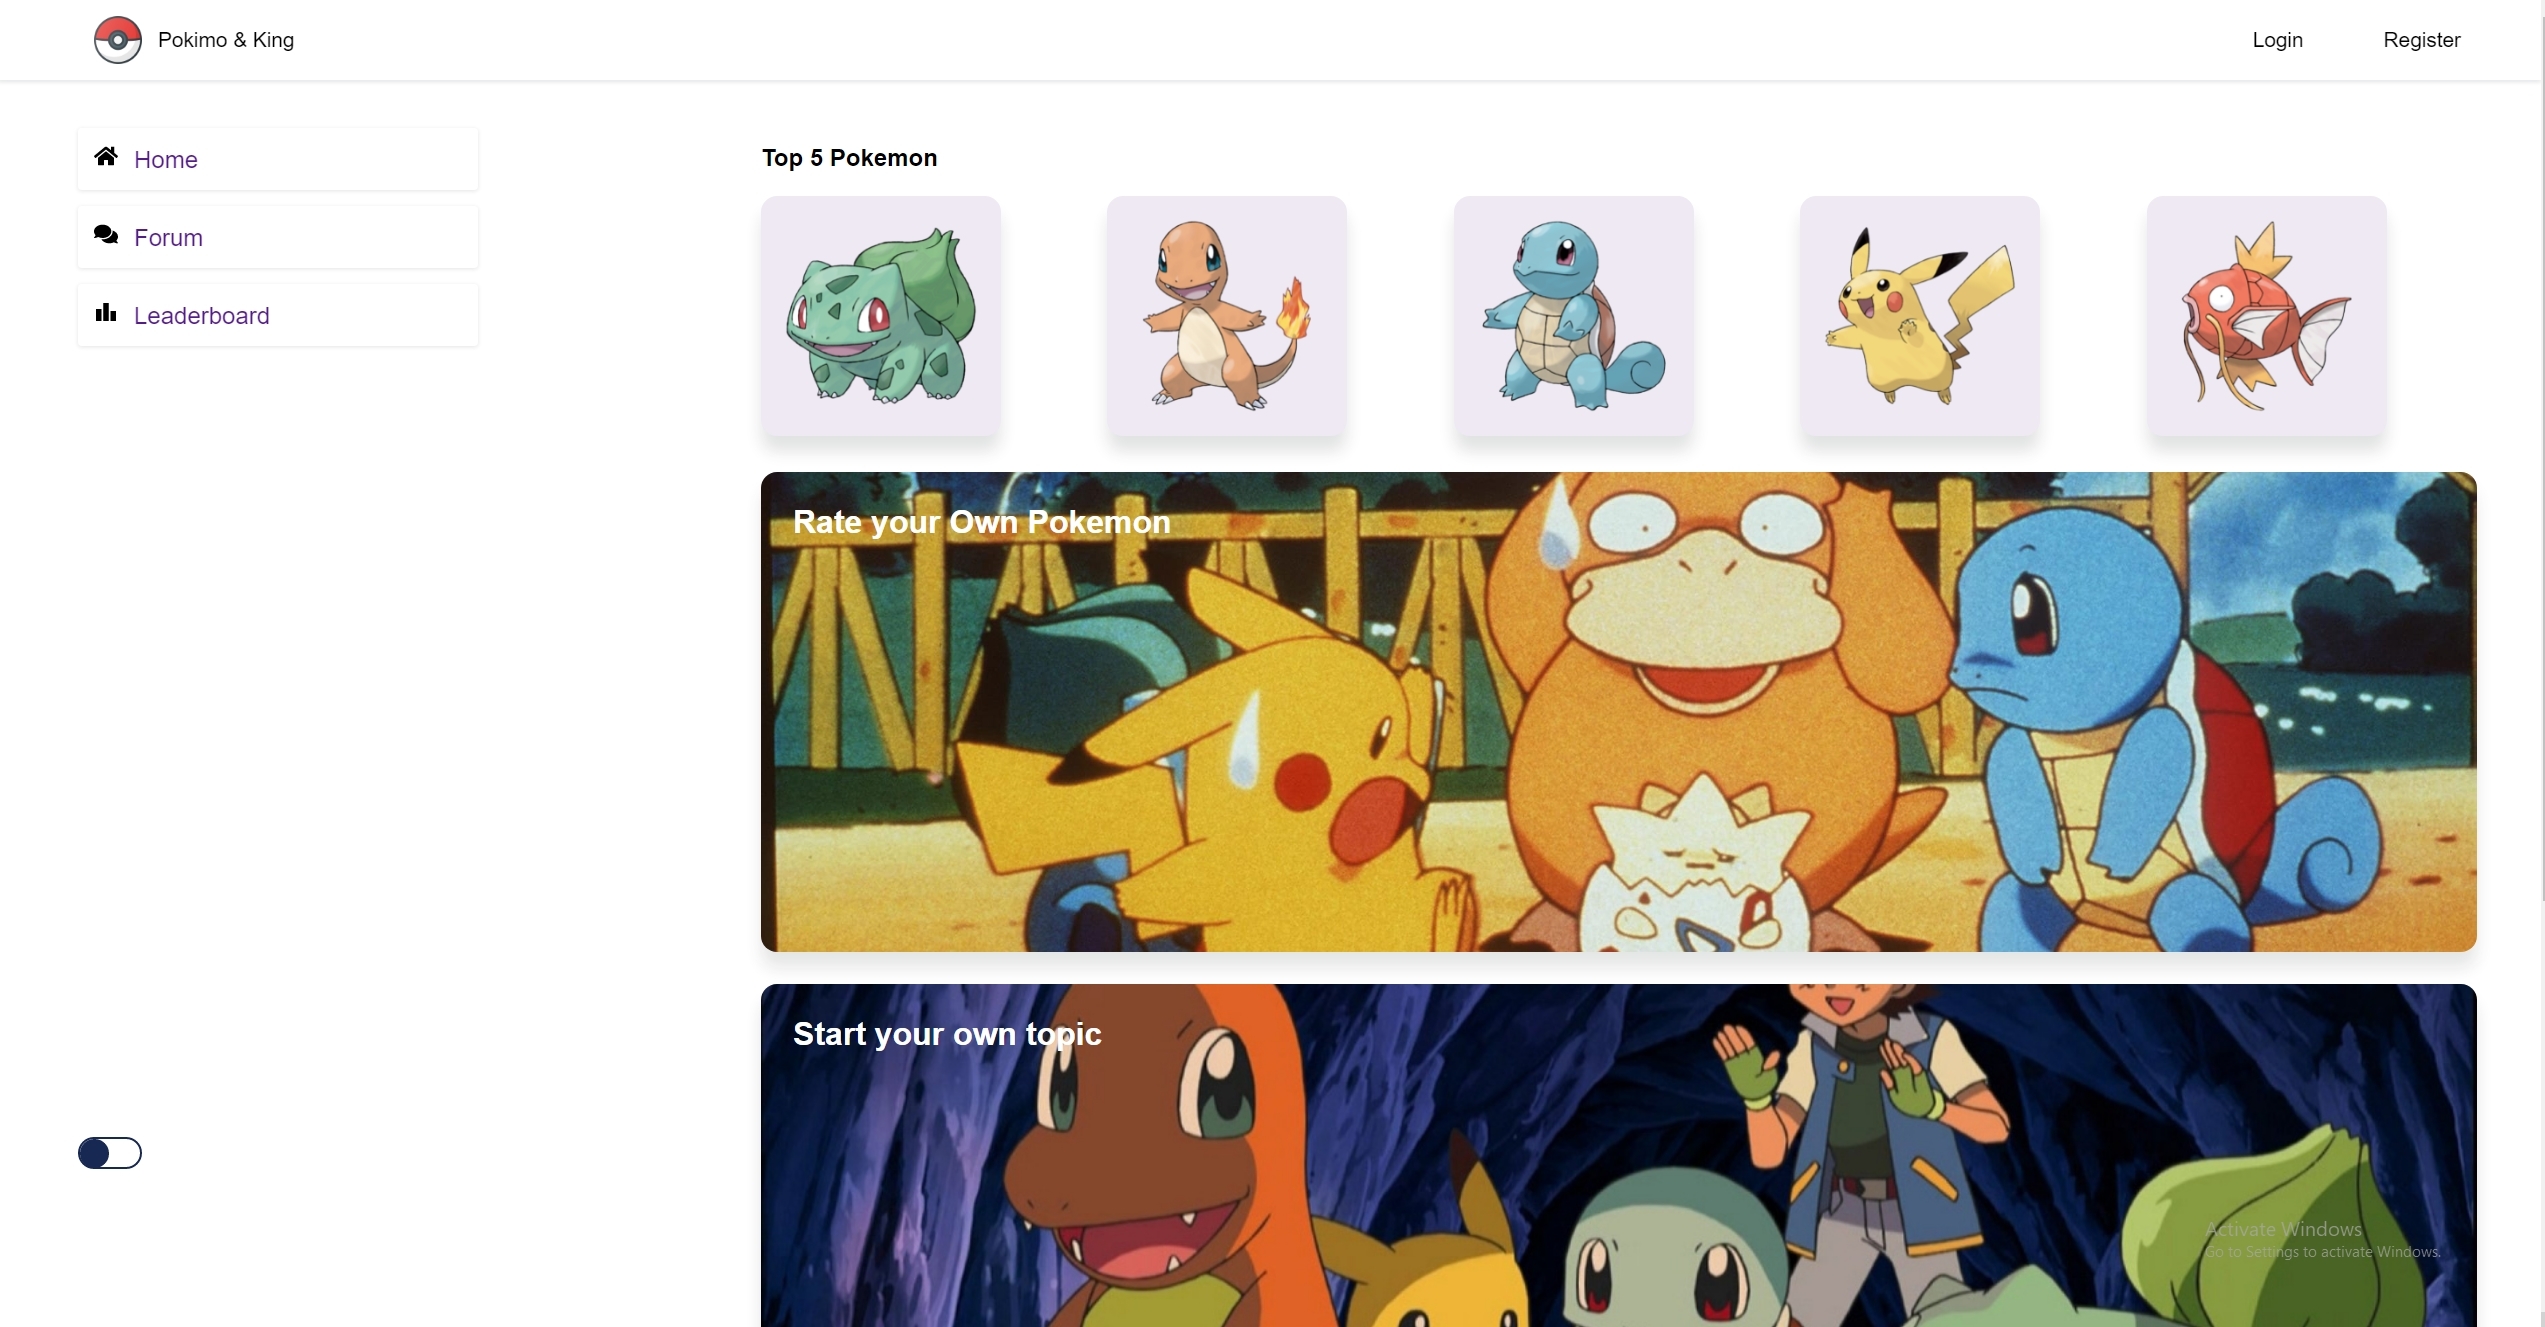 Pokimo & King
Login
Register
Home
Forum
Leaderboard
Top 5 Pokemon
Rate your Own Pokemon
Start your own topic
Activate Windows
Go to Settings to activate Windows.